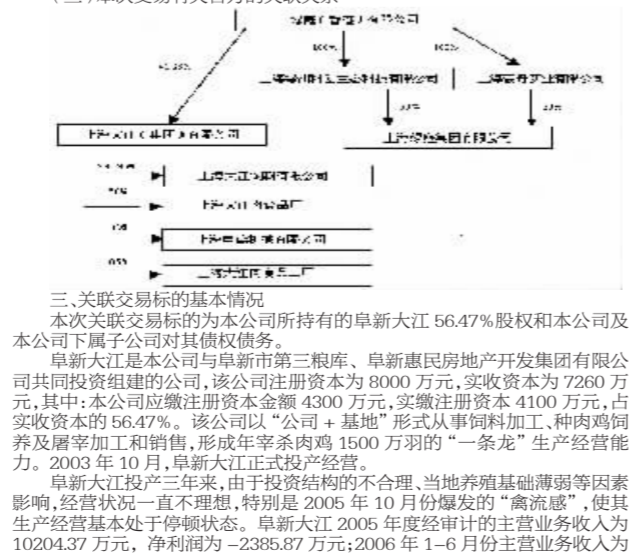 (三)本次交易有关各方的关联关系
100%
100%
三、关联交易标的基本情况
本次关联交易标的为本公司所持有的阜新大江 56.47%股权和本公司及
本公司下属子公司对其债权债务。
阜新大江是本公司与阜新市第三粮库、阜新惠民房地产开发集团有限公
司共同投资组建的公司,该公司注册资本为 8000 万元,实收资本为 7260 万
元,其中:本公司应缴注册资本金额 4300 万元,实缴注册资本 4100 万元,占
实收资本的 56.47%。该公司以“公司 + 基地”形式从事饲料加工、种肉鸡饲
养及屠宰加工和销售,形成年宰杀肉鸡 1500 万羽的“一条龙”生产经营能
力。2003 年 10 月,阜新大江正式投产经营。
阜新大江投产三年来,由于投资结构的不合理、当地养殖基础薄弱等因素
影响,经营状况一直不理想,特别是 2005 年 10 月份爆发的“禽流感”,使其
生产经营基本处于停顿状态。阜新大江 2005 年度经审计的主营业务收入为
10204.37 万元, 净利润为 -2385.87 万元;2006 年 1-6 月份主营业务收入为